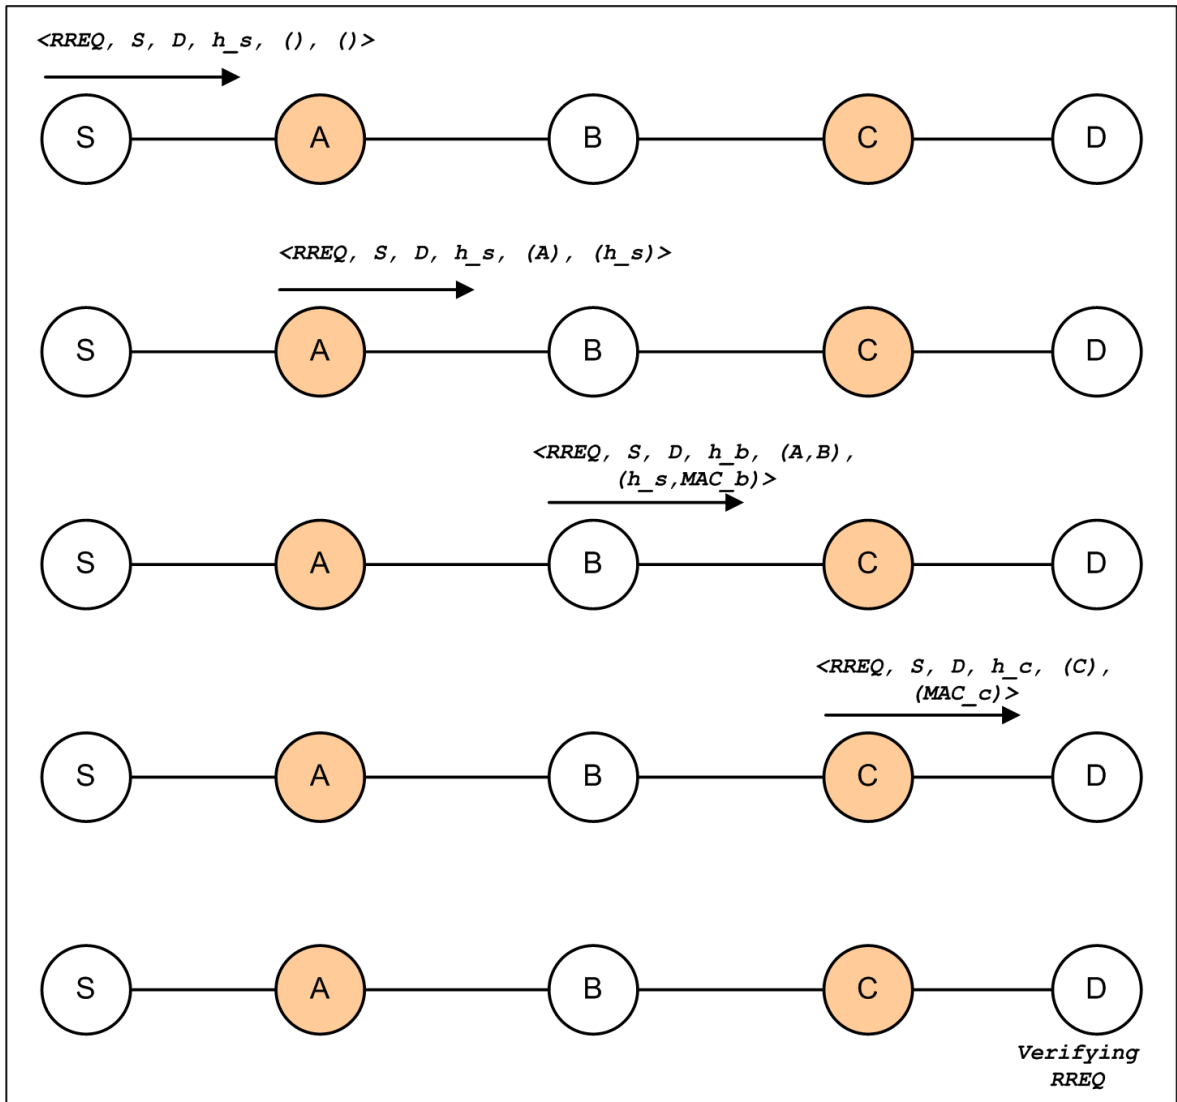 <RREQ, S, D, h_s, (), ()>
S A B C D
<RREQ, S, D, h_s, (A), (h_s)>
S A B C D
<RREQ, S, D, h_b, (A,B),
(h_s,MAC_b)>
S A B C D
<RREQ, S, D, h_c, (C),
(MAC_c)>
S A B C D
S A B C D
Verifying
RREQ